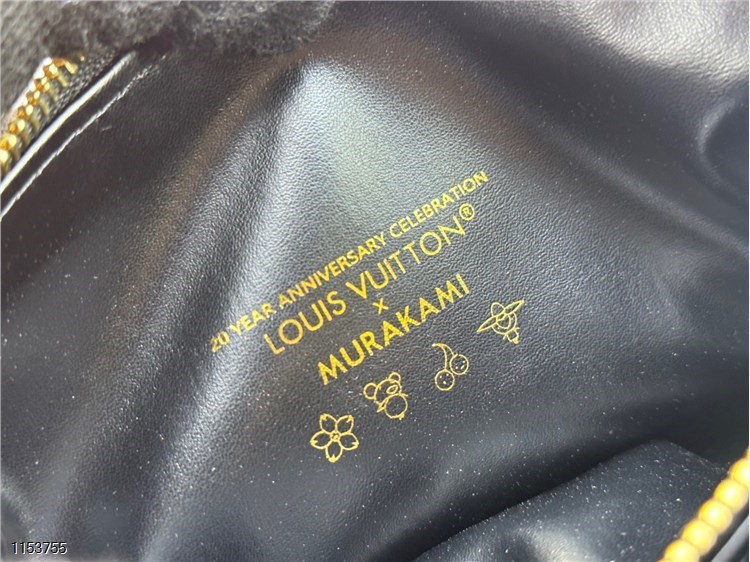 20 YEAR ANNIVERSARY CELEBRATION
LOUIS VUITTON®
x
MURAKAMI
1153755